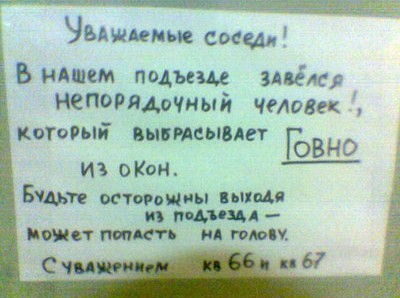 Уважаемые соседи!
В нашем подъезде завёлся
непорядочный человек!,
который выбрасывает Говно
из окон.
Будьте осторожны выходя
из подъезда —
может попасть на голову.
С уважением кв 66 и кв 67